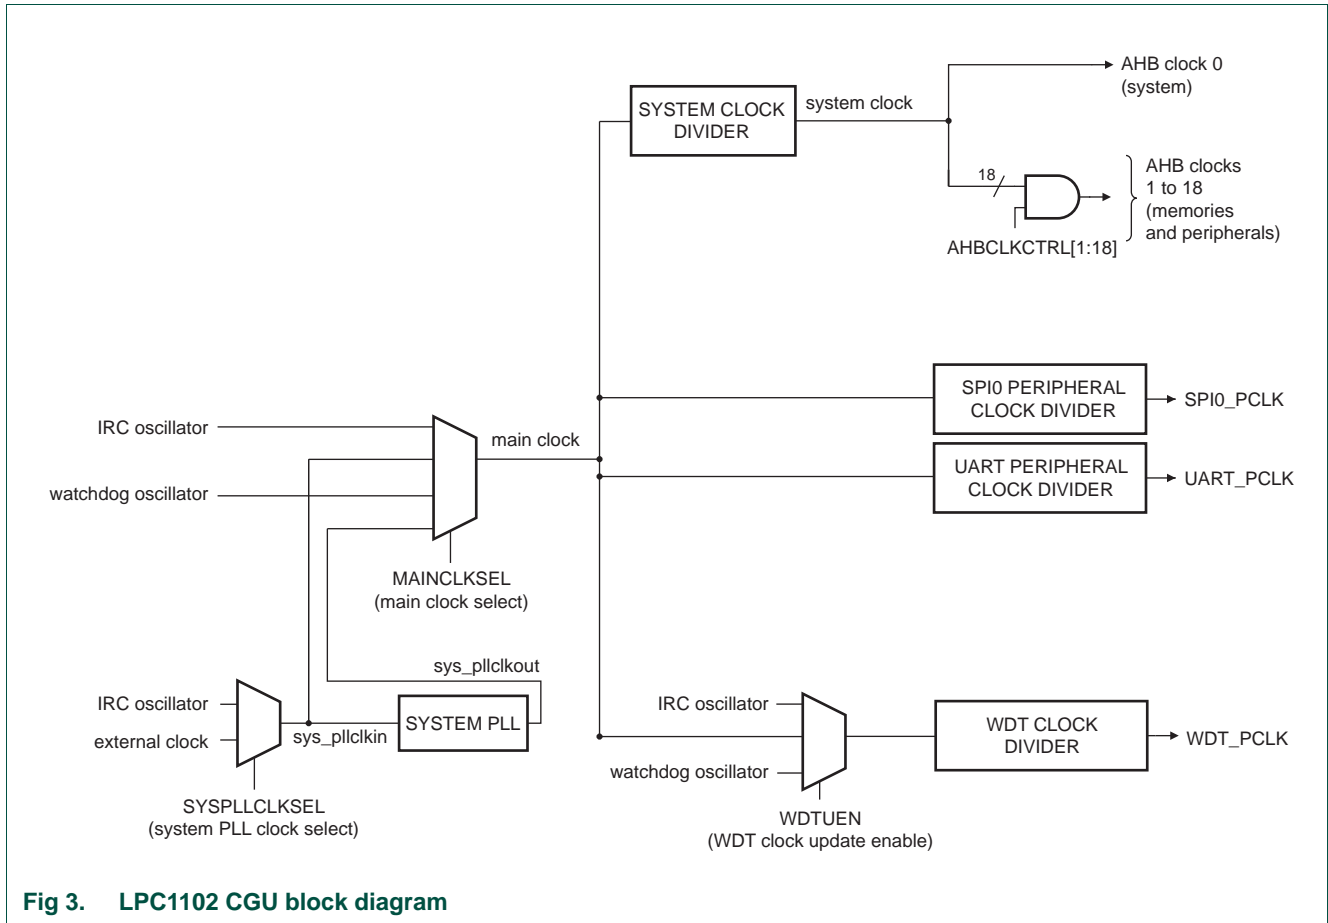 AHB clock 0
(system)
SYSTEM CLOCK
DIVIDER
system clock
18
AHB clocks
1 to 18
(memories
and peripherals)
AHBCLKCTRL[1:18]
SPI0 PERIPHERAL
CLOCK DIVIDER
SPI0_PCLK
IRC oscillator
main clock
UART PERIPHERAL
CLOCK DIVIDER
UART_PCLK
watchdog oscillator
MAINCLKSEL
(main clock select)
sys_pllclkout
IRC oscillator
external clock
sys_pllclkin
SYSTEM PLL
SYSPLLCLKSEL
(system PLL clock select)
IRC oscillator
watchdog oscillator
WDT CLOCK
DIVIDER
WDT_PCLK
WDTUEN
(WDT clock update enable)
Fig 3. LPC1102 CGU block diagram